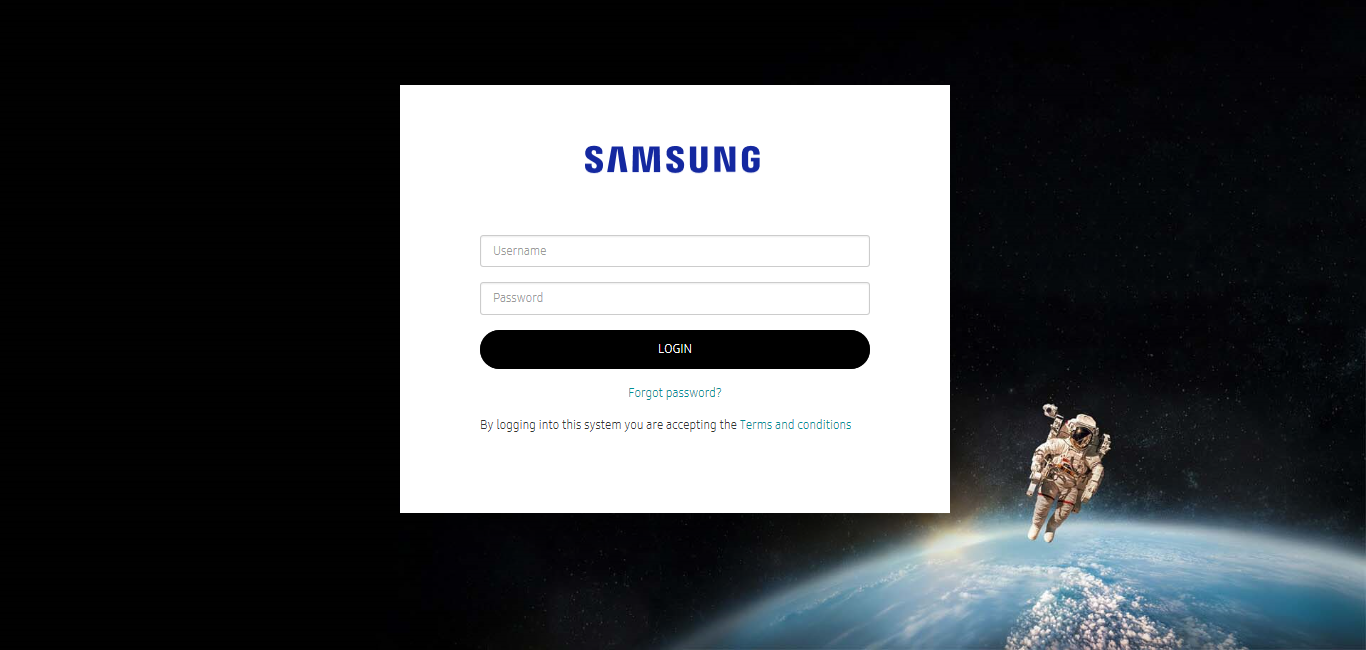 SAMSUNG
Username
Password
LOGIN
Forgot password?
By logging into this system you are accepting the Terms and conditions